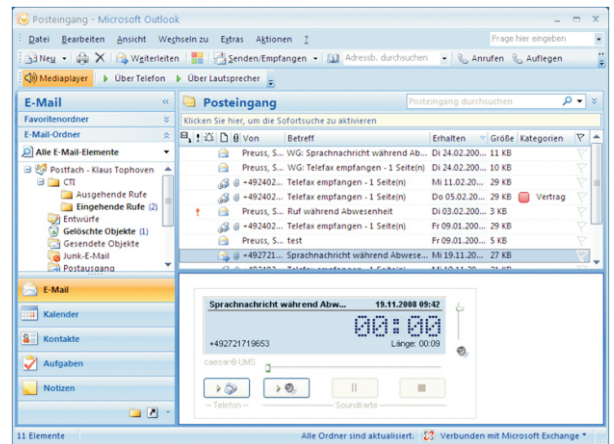 Posteingang - Microsoft Outlook
Datei Bearbeiten Ansicht Wechseln zu Extras Aktionen ? Frage hier eingeben
Neu Weiterleiten Senden/Empfangen Adressb. durchsuchen Anrufen Auflegen
Mediaplayer Über Telefon Über Lautsprecher
E-Mail «
Favoritenordner
E-Mail-Ordner
Alle E-Mail-Elemente
Postfach - Klaus Tophoven
CTI
Ausgehende Rufe
Eingehende Rufe (2)
Entwürfe
Gelöschte Objekte (1)
Gesendete Objekte
Junk-E-Mail
Postausgang
E-Mail
Kalender
Kontakte
Aufgaben
Notizen
Posteingang Posteingang durchsuchen
Klicken Sie hier, um die Sofortsuche zu aktivieren
! Von Betreff Erhalten Größe Kategorien
Preuss, S... WG: Sprachnachricht während Ab... Di 24.02.200... 11 KB
Preuss, S... WG: Telefax empfangen - 1 Seite(n) Di 24.02.200... 10 KB
+492402... Telefax empfangen - 1 Seite(n) Mi 11.02.20... 29 KB
+492402... Telefax empfangen - 1 Seite(n) Do 05.02.20... 29 KB Vertrag
! Preuss, S... Ruf während Abwesenheit Di 03.02.200... 3 KB
+492402... Telefax empfangen - 1 Seite(n) Fr 09.01.20... 29 KB
Preuss, S... test Fr 09.01.200... 5 KB
+492721... Sprachnachricht während Abwese... Mi 19.11.20... 27 KB
Sprachnachricht während Abw... 19.11.2008 09:42
00:00
+492721719653 Länge: 00:09
caesar®UMS
Telefon Soundkarte
11 Elemente Alle Ordner sind aktualisiert. Verbunden mit Microsoft Exchange